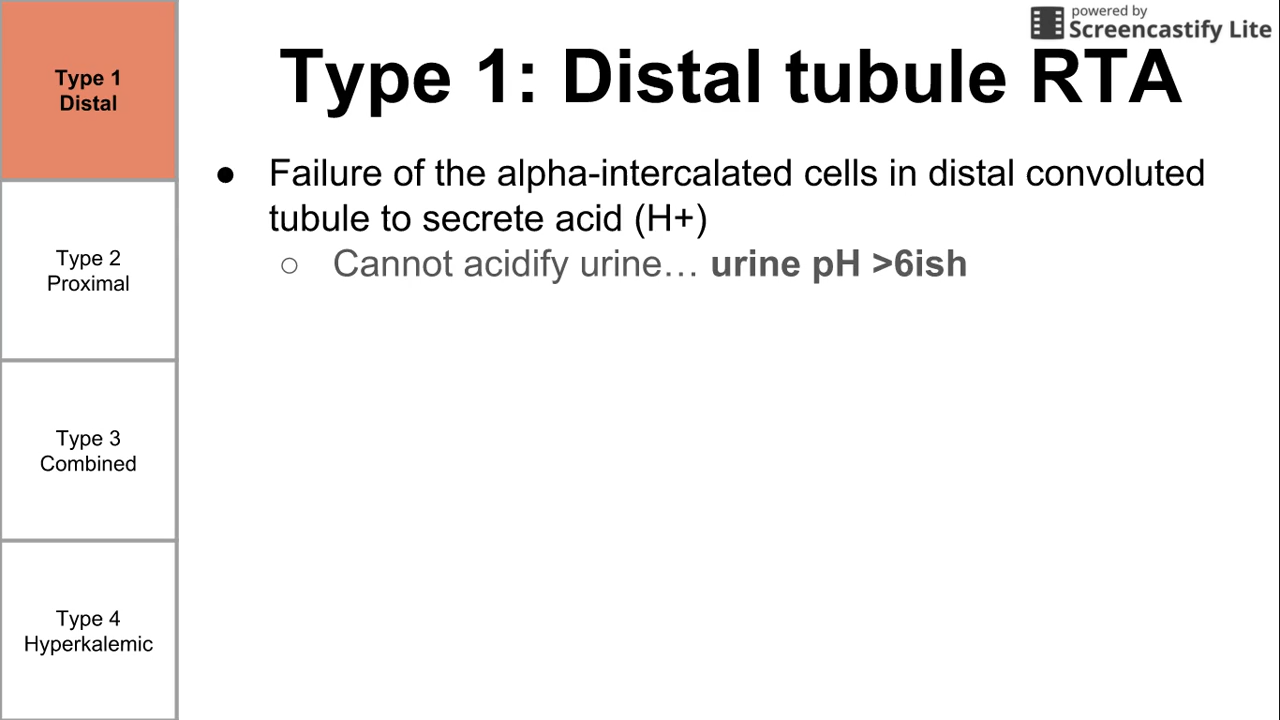 powered by
Screencastify Lite
Type 1: Distal tubule RTA
Type 1
Distal
● Failure of the alpha-intercalated cells in distal convoluted
tubule to secrete acid (H+)
○ Cannot acidify urine… urine pH >6ish
Type 2
Proximal
Type 3
Combined
Type 4
Hyperkalemic